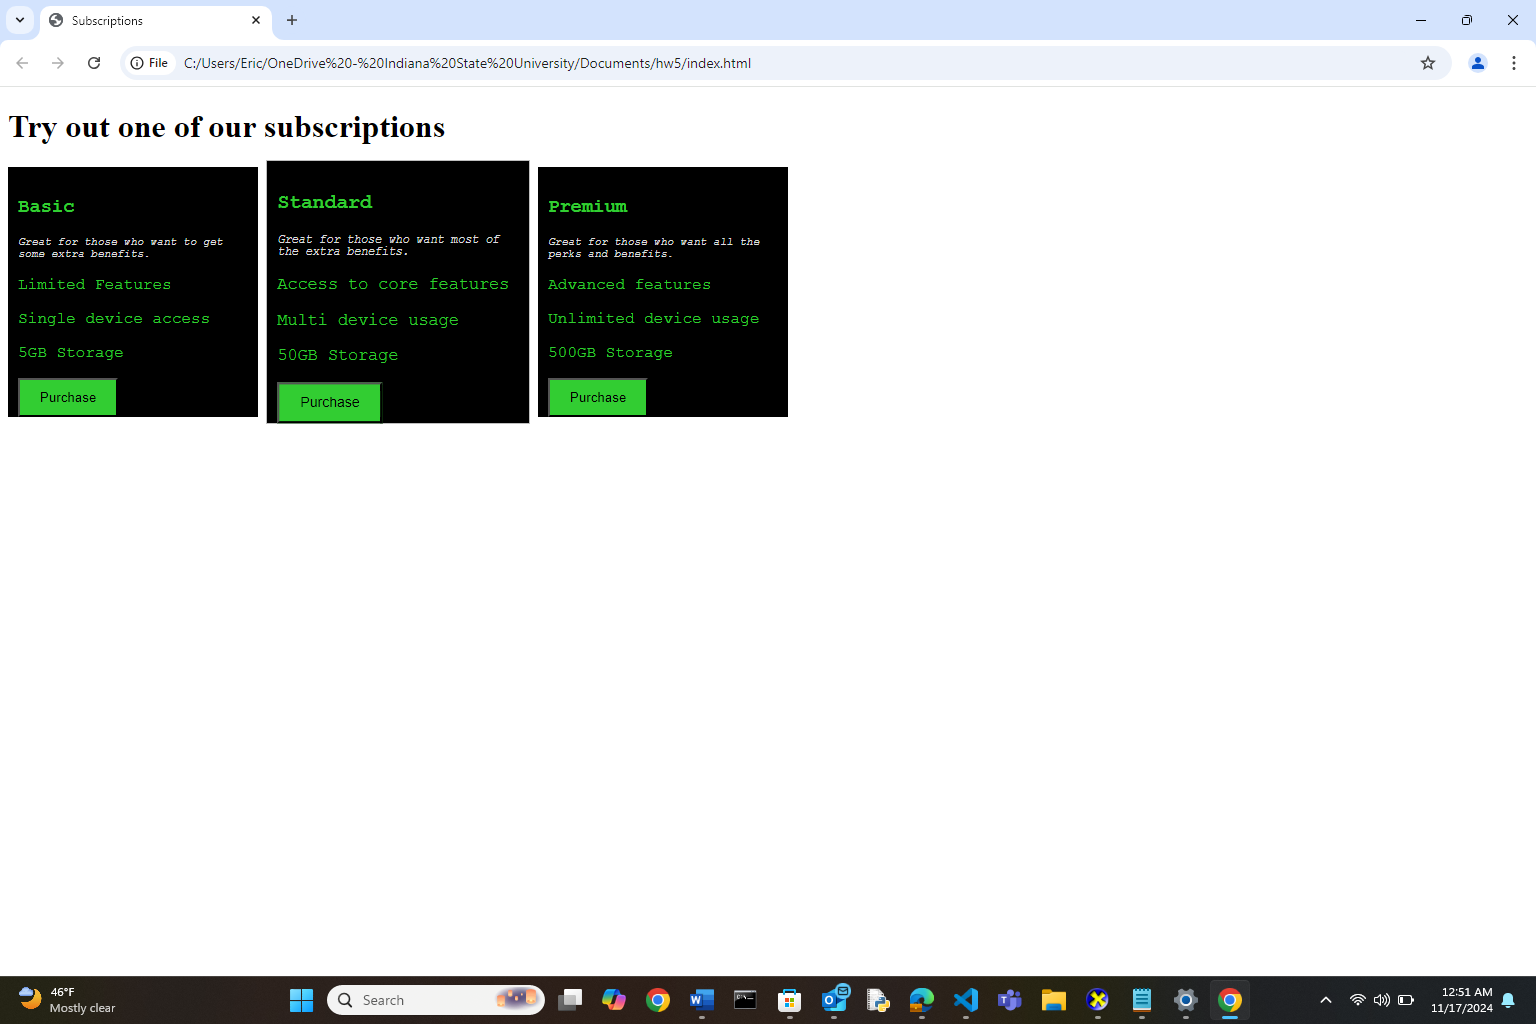 Subscriptions
File
C:/Users/Eric/OneDrive%20-%20Indiana%20State%20University/Documents/hw5/index.html
Try out one of our subscriptions
Basic
Great for those who want to get
some extra benefits.
Limited Features
Single device access
5GB Storage
Purchase
Standard
Great for those who want most of
the extra benefits.
Access to core features
Multi device usage
50GB Storage
Purchase
Premium
Great for those who want all the
perks and benefits.
Advanced features
Unlimited device usage
500GB Storage
Purchase
46°F
Mostly clear
Search
12:51 AM
11/17/2024